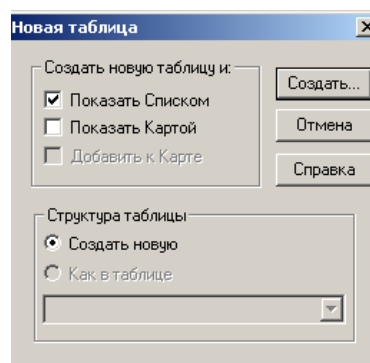 Новая таблица
Создать новую таблицу и:
Показать Списком
Показать Картой
Добавить к Карте
Создать...
Отмена
Справка
Структура таблицы
Создать новую
Как в таблице